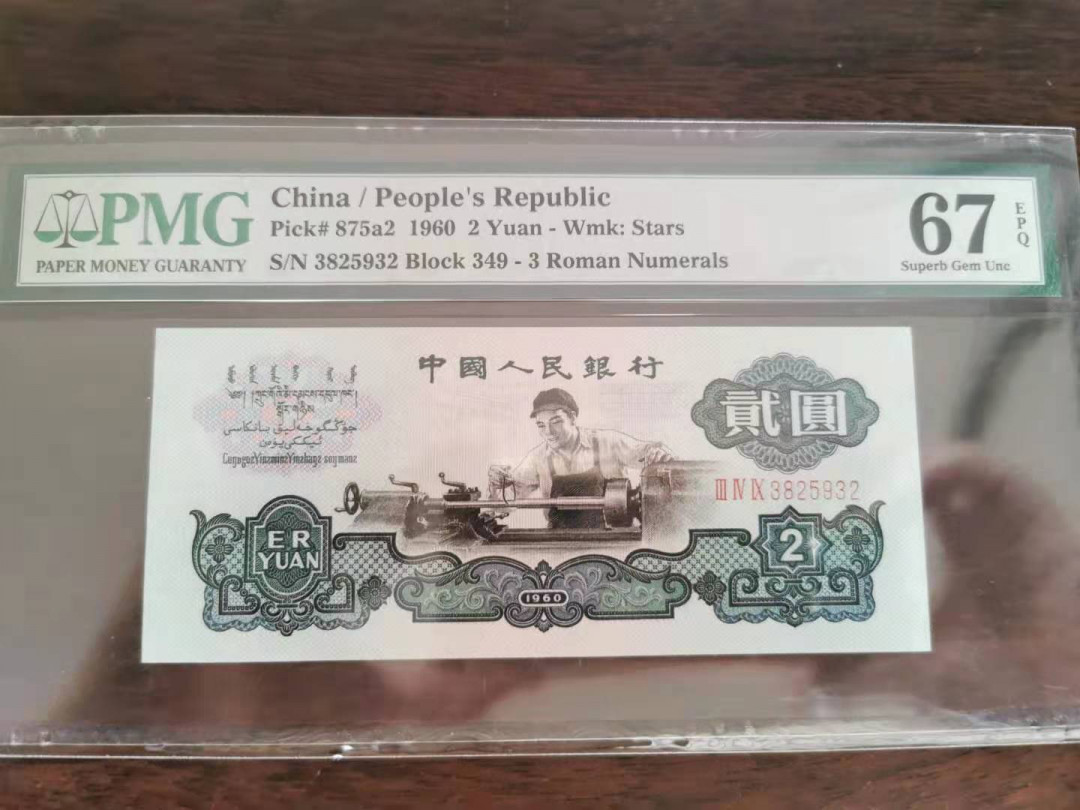 PMG
PAPER MONEY GUARANTY
China / People's Republic
Pick# 875a2 1960 2 Yuan - Wmk: Stars
S/N 3825932 Block 349 - 3 Roman Numerals
67
EPQ
Superb Gem Unc
中國人民銀行
貳圓
III IV IX 3825932
ER
YUAN
1960
2